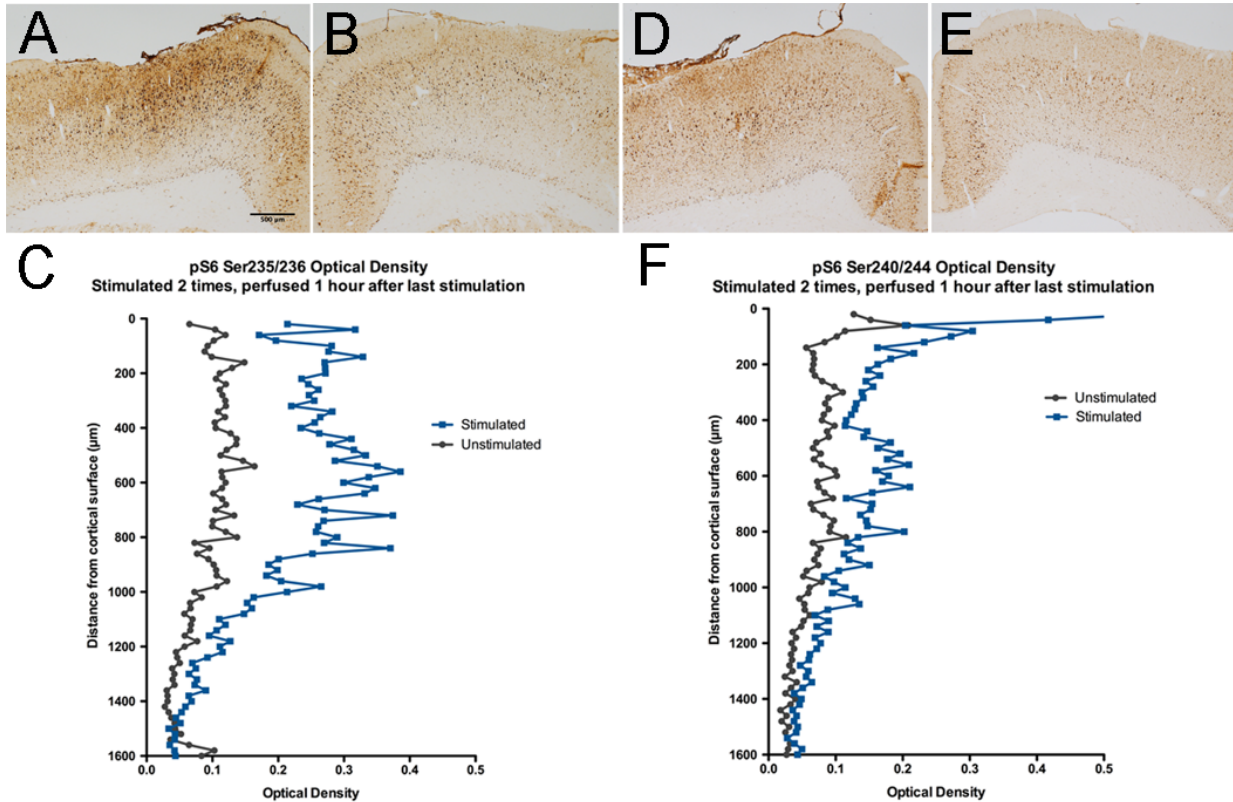 A
B
D
E
500 µm
C
pS6 Ser235/236 Optical Density
Stimulated 2 times, perfused 1 hour after last stimulation
0
200
400
600
800
1000
1200
1400
1600
Distance from cortical surface (µm)
Stimulated
Unstimulated
0.0
0.1
0.2
0.3
0.4
0.5
Optical Density
F
pS6 Ser240/244 Optical Density
Stimulated 2 times, perfused 1 hour after last stimulation
0
200
400
600
800
1000
1200
1400
1600
Distance from cortical surface (µm)
Unstimulated
Stimulated
0.0
0.1
0.2
0.3
0.4
0.5
Optical Density